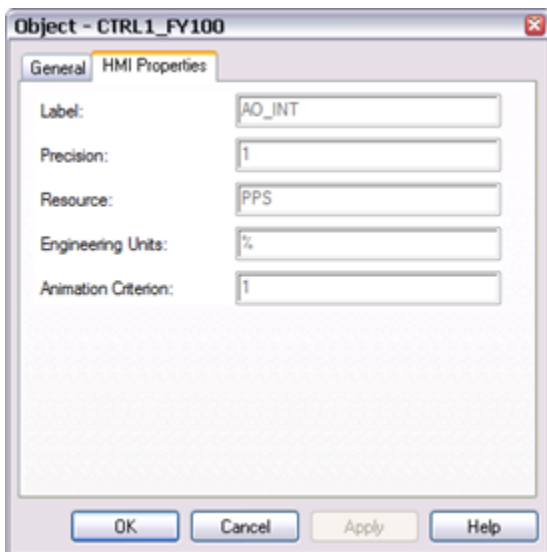 Object - CTRL1_FY100
General HMI Properties
Label: AO_INT
Precision: 1
Resource: PPS
Engineering Units: %
Animation Criterion: 1
OK Cancel Apply Help